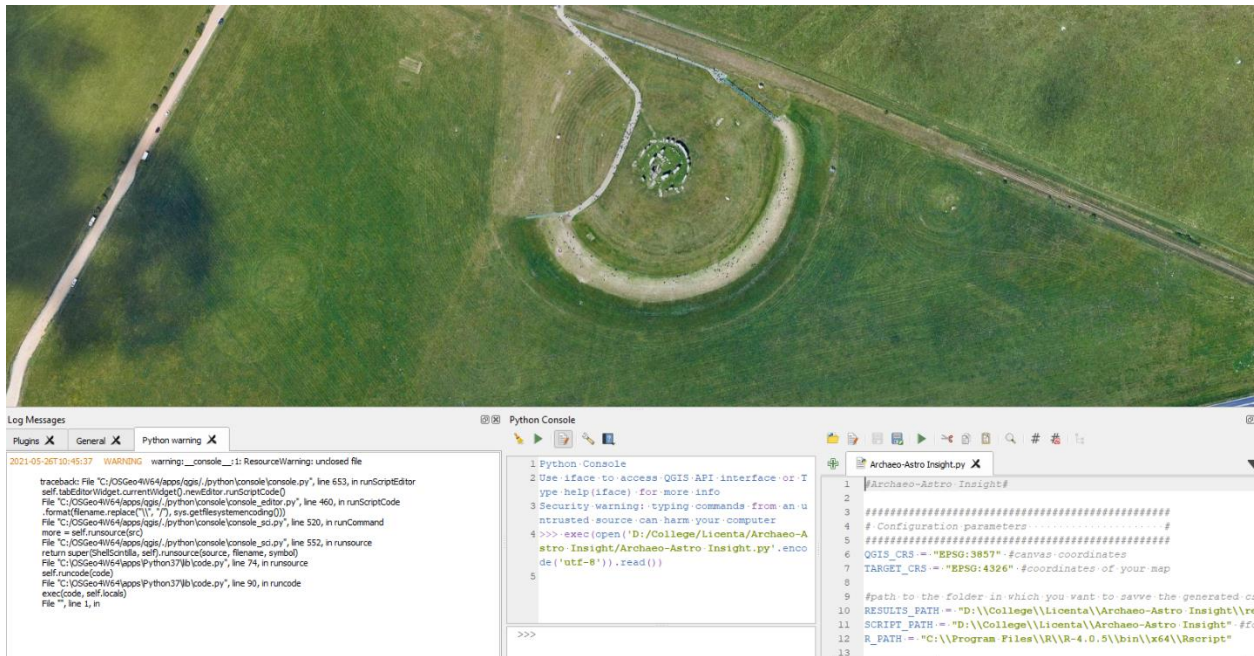 Log Messages
Plugins
General
Python warning
2021-05-26T10:45:37 WARNING warning:__console__:1: ResourceWarning: unclosed file
traceback: File "C:/OSGeo4W64/apps/qgis/./python\console\console.py", line 653, in runScriptEditor
self.tabEditorWidget.currentWidget().newEditor.runScriptCode()
File "C:/OSGeo4W64/apps/qgis/./python\console\console_editor.py", line 460, in runScriptCode
.format(filename.replace("\\", "/"), sys.getfilesystemencoding()))
File "C:/OSGeo4W64/apps/qgis/./python\console\console_sci.py", line 520, in runCommand
more = self.runsource(src)
File "C:/OSGeo4W64/apps/qgis/./python\console\console_sci.py", line 552, in runsource
return super(ShellScintilla, self).runsource(source, filename, symbol)
File "C:\OSGeo4W64\apps\Python37\lib\code.py", line 74, in runsource
self.runcode(code)
File "C:\OSGeo4W64\apps\Python37\lib\code.py", line 90, in runcode
exec(code, self.locals)
File "", line 1, in
Python Console
1 Python Console
2 Use iface to access QGIS API interface or T
ype help(iface) for more info
3 Security warning: typing commands from an u
ntrusted source can harm your computer
4 >>> exec(open('D:/College/Licenta/Archaeo-A
stro Insight/Archaeo-Astro Insight.py'.enco
de('utf-8')).read())
5
>>>
Archaeo-Astro Insight.py
1 #Archaeo-Astro Insight#
2
3 ##############################################
4 # Configuration parameters #
5 ##############################################
6 QGIS_CRS = "EPSG:3857" #canvas coordinates
7 TARGET_CRS = "EPSG:4326" #coordinates of your map
8
9 #path to the folder in which you want to savve the generated
10 RESULTS_PATH = "D:\\College\\Licenta\\Archaeo-Astro Insight\\re
11 SCRIPT_PATH = "D:\\College\\Licenta\\Archaeo-Astro Insight" #fo
12 R_PATH = "C:\\Program Files\\R\\R-4.0.5\\bin\\x64\\Rscript"
13